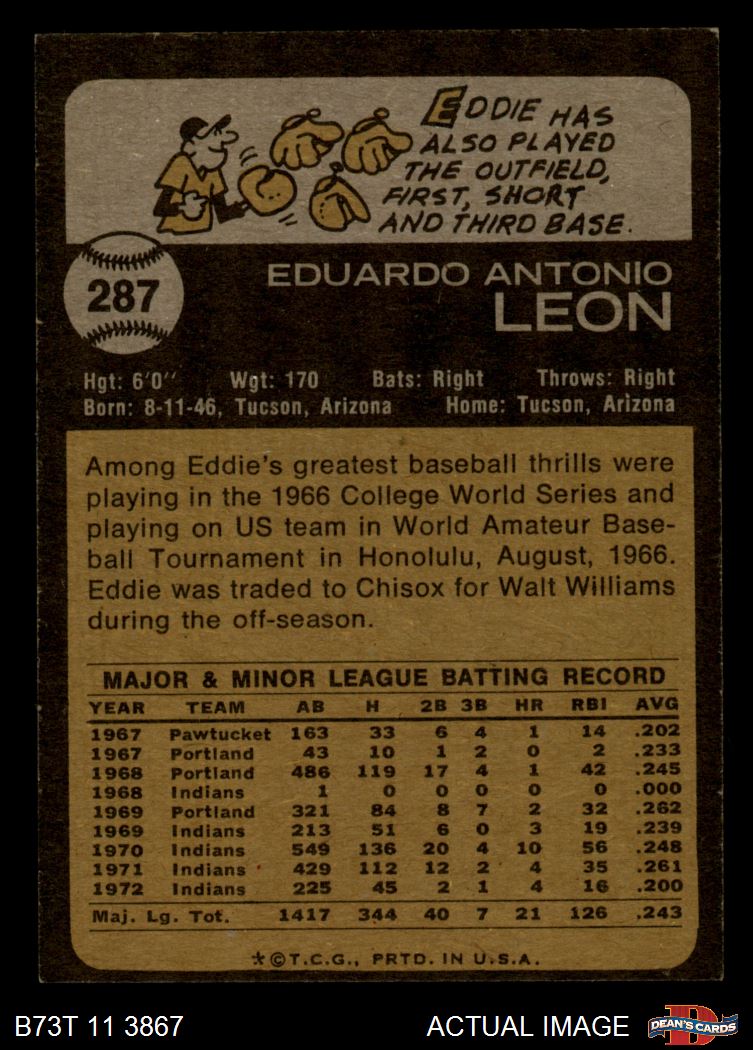 EDDIE HAS
ALSO PLAYED
THE OUTFIELD,
FIRST, SHORT
AND THIRD BASE.
287
EDUARDO ANTONIO
LEON
Hgt: 6'0" Wgt: 170 Bats: Right Throws: Right
Born: 8-11-46, Tucson, Arizona Home: Tucson, Arizona
Among Eddie's greatest baseball thrills were
playing in the 1966 College World Series and
playing on US team in World Amateur Base-
ball Tournament in Honolulu, August, 1966.
Eddie was traded to Chisox for Walt Williams
during the off-season.
MAJOR & MINOR LEAGUE BATTING RECORD
YEAR TEAM AB H 2B 3B HR RBI AVG
1967 Pawtucket 163 33 6 4 1 14 .202
1967 Portland 43 10 1 2 0 2 .233
1968 Portland 486 119 17 4 1 42 .245
1968 Indians 1 0 0 0 0 0 .000
1969 Portland 321 84 8 7 2 32 .262
1969 Indians 213 51 6 0 3 19 .239
1970 Indians 549 136 20 4 10 56 .248
1971 Indians 429 112 12 2 4 35 .261
1972 Indians 225 45 2 1 4 16 .200
Maj. Lg. Tot. 1417 344 40 7 21 126 .243
*©T.C.G., PRTD. IN U.S.A.
B73T 11 3867 ACTUAL IMAGE D DEAN'S CARDS